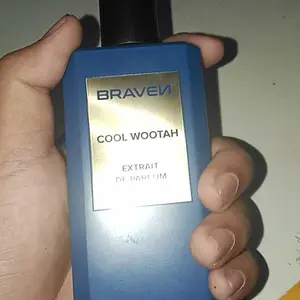 BRAVEN
COOL WOOTAH
EXTRAIT
DE PARFUM